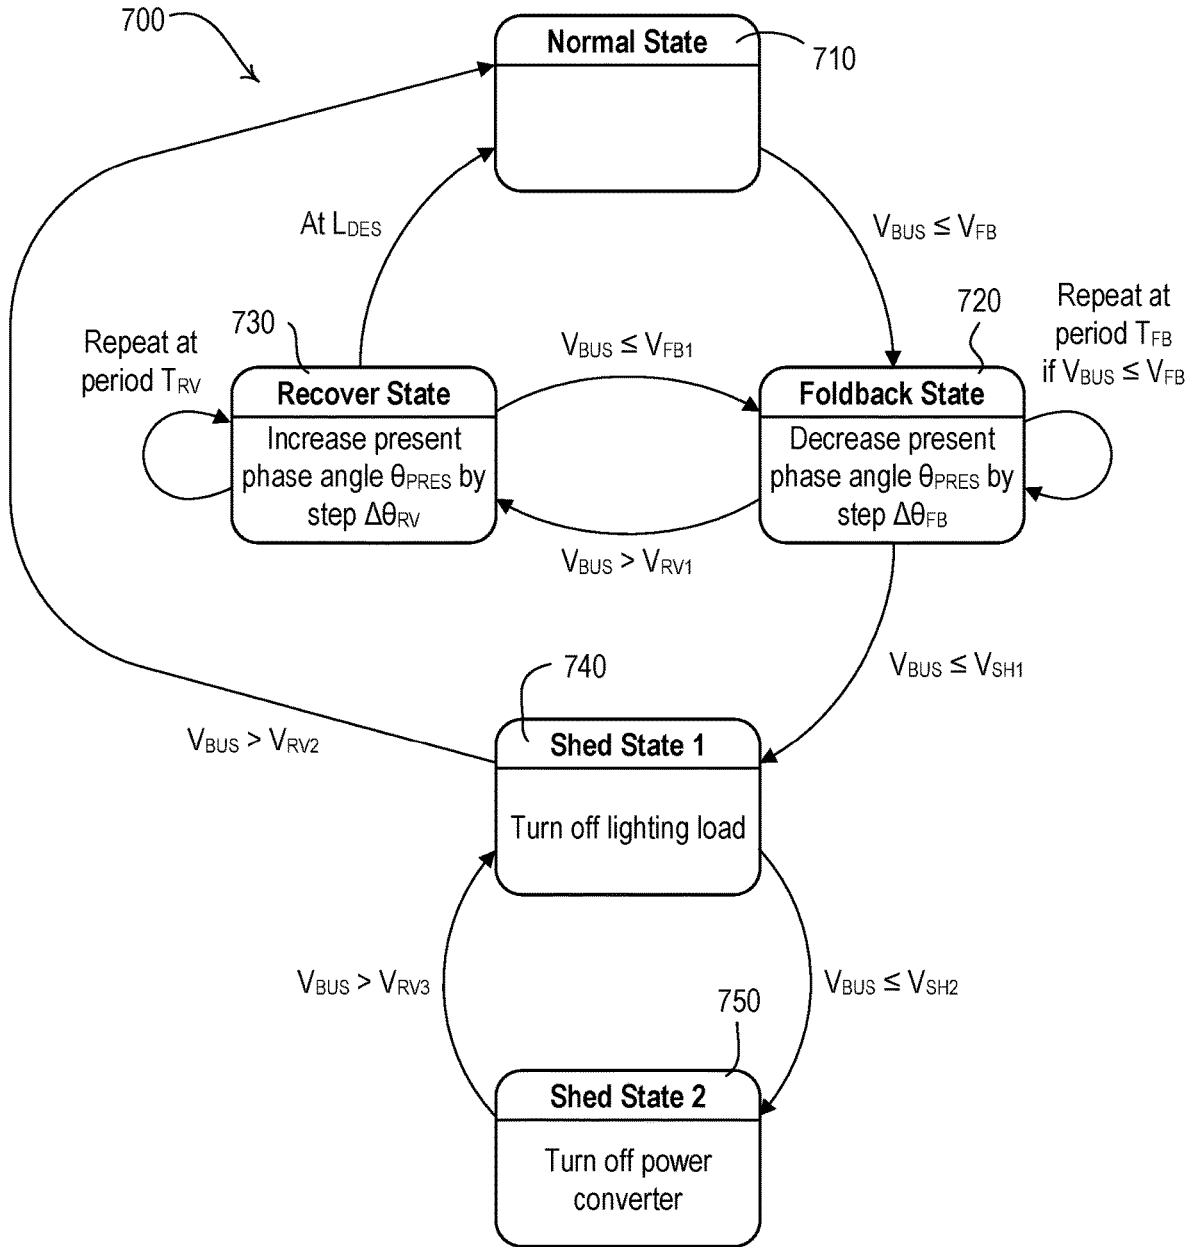 700
Normal State
710
At LDES
VBUS ≤ VFB
730
720
Repeat at
period TRV
VBUS ≤ VFB1
Repeat at
period TFB
if VBUS ≤ VFB
Recover State
Increase present
phase angle θPRES by
step ΔθRV
Foldback State
Decrease present
phase angle θPRES by
step ΔθFB
VBUS > VRV1
VBUS ≤ VSH1
740
VBUS > VRV2
Shed State 1
Turn off lighting load
VBUS > VRV3
VBUS ≤ VSH2
750
Shed State 2
Turn off power
converter